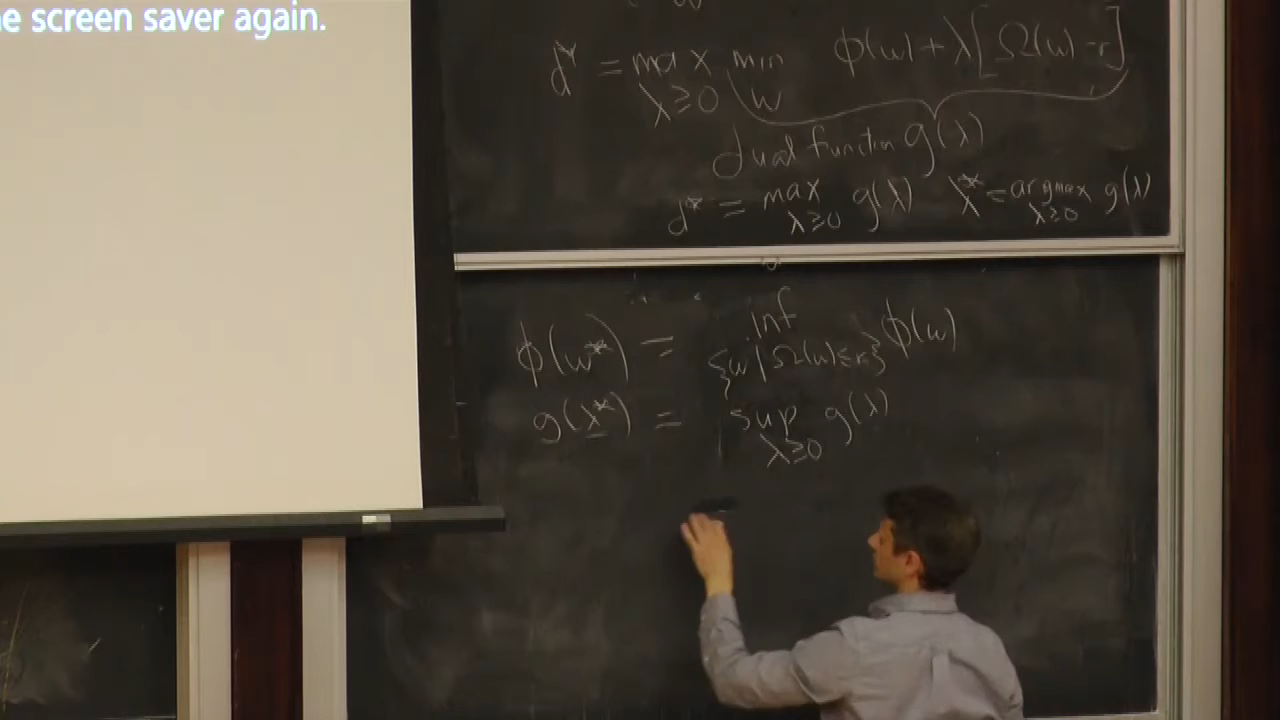 e screen saver again.
w
d* = max min φ(w) + λ[Ω(w) - r]
λ≥0 w
dual function g(λ)
d* = max g(λ) λ* = argmax g(λ)
λ≥0 λ≥0
φ(w*) = inf φ(w)
{w | Ω(w)≤r}
g(λ*) = sup g(λ)
λ≥0